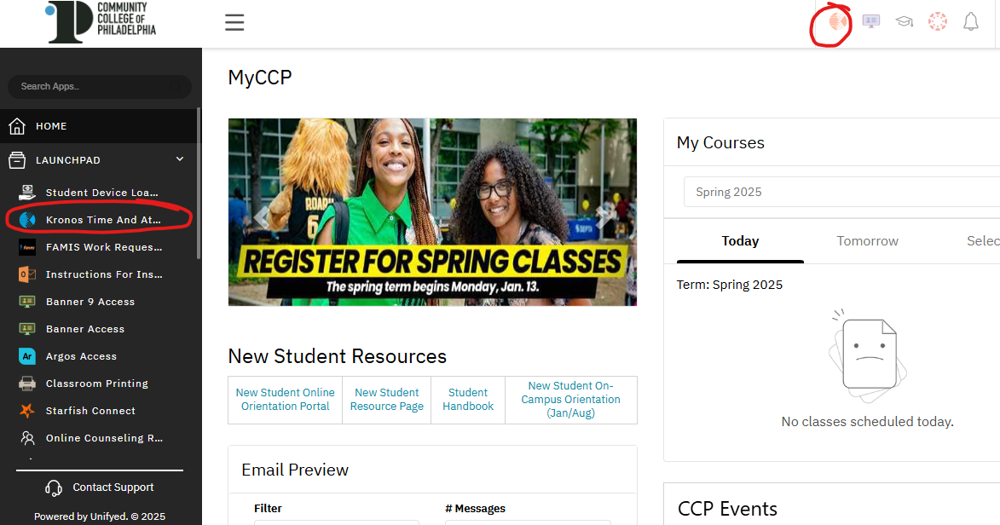 COMMUNITY
COLLEGE OF
PHILADELPHIA
Search Apps..
HOME
LAUNCHPAD
Student Device Loa...
Kronos Time And At...
FAMIS Work Reques...
Instructions For Ins...
Banner 9 Access
Banner Access
Ar
Argos Access
Classroom Printing
Starfish Connect
Online Counseling R...
Contact Support
Powered by Unifyed. © 2025
MyCCP
ROAR
6
REGISTER FOR SPRING CLASSES
The spring term begins Monday, Jan. 13.
New Student Resources
New Student Online
Orientation Portal
New Student
Resource Page
Student
Handbook
New Student On-
Campus Orientation
(Jan/Aug)
Email Preview
Filter
# Messages
My Courses
Spring 2025
Today
Tomorrow
Selec
Term: Spring 2025
No classes scheduled today.
CCP Events